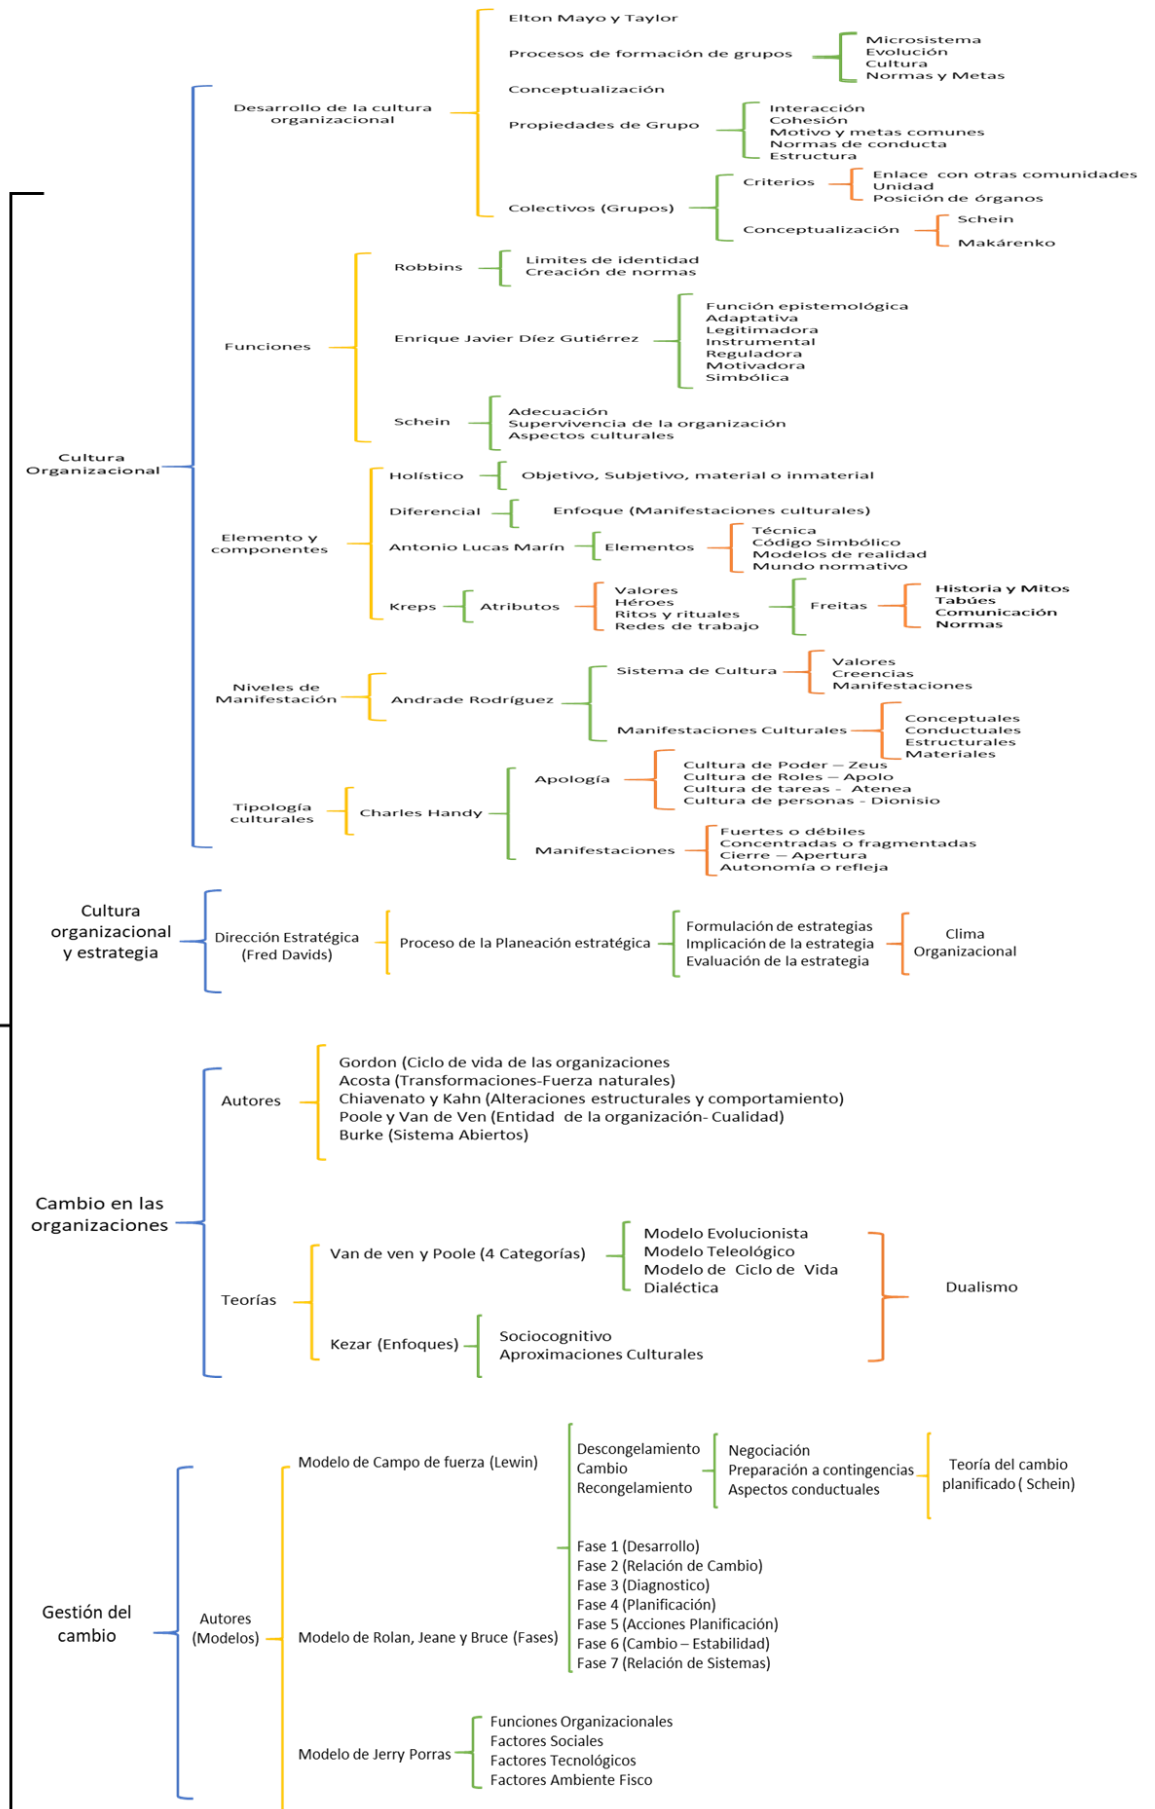 Elton Mayo y Taylor
Procesos de formación de grupos
Microsistema
Evolución
Cultura
Normas y Metas
Desarrollo de la cultura
organizacional
Conceptualización
Propiedades de Grupo
Interacción
Cohesión
Motivo y metas comunes
Normas de conducta
Estructura
Colectivos (Grupos)
Criterios
Enlace con otras comunidades
Unidad
Posición de órganos
Conceptualización
Schein
Makárenko
Funciones
Robbins
Limites de identidad
Creación de normas
Enrique Javier Díez Gutiérrez
Función epistemológica
Adaptativa
Legitimadora
Instrumental
Reguladora
Motivadora
Simbólica
Schein
Adecuación
Supervivencia de la organización
Aspectos culturales
Cultura
Organizacional
Elemento y
componentes
Holístico
Objetivo, Subjetivo, material o inmaterial
Diferencial
Enfoque (Manifestaciones culturales)
Antonio Lucas Marín
Elementos
Técnica
Código Simbólico
Modelos de realidad
Mundo normativo
Kreps
Atributos
Valores
Héroes
Ritos y rituales
Redes de trabajo
Freitas
Historia y Mitos
Tabúes
Comunicación
Normas
Niveles de
Manifestación
Andrade Rodríguez
Sistema de Cultura
Valores
Creencias
Manifestaciones
Manifestaciones Culturales
Conceptuales
Conductuales
Estructurales
Materiales
Tipología
culturales
Charles Handy
Apología
Cultura de Poder – Zeus
Cultura de Roles – Apolo
Cultura de tareas - Atenea
Cultura de personas - Dionisio
Manifestaciones
Fuertes o débiles
Concentradas o fragmentadas
Cierre – Apertura
Autonomía o refleja
Cultura
organizacional
y estrategia
Dirección Estratégica
(Fred Davids)
Proceso de la Planeación estratégica
Formulación de estrategias
Implicación de la estrategia
Evaluación de la estrategia
Clima
Organizacional
Cambio en las
organizaciones
Autores
Gordon (Ciclo de vida de las organizaciones
Acosta (Transformaciones-Fuerza naturales)
Chiavenato y Kahn (Alteraciones estructurales y comportamiento)
Poole y Van de Ven (Entidad de la organización- Cualidad)
Burke (Sistema Abiertos)
Teorías
Van de ven y Poole (4 Categorías)
Modelo Evolucionista
Modelo Teleológico
Modelo de Ciclo de Vida
Dialéctica
Kezar (Enfoques)
Sociocognitivo
Aproximaciones Culturales
Dualismo
Gestión del
cambio
Autores
(Modelos)
Modelo de Campo de fuerza (Lewin)
Descongelamiento
Cambio
Recongelamiento
Negociación
Preparación a contingencias
Aspectos conductuales
Teoría del cambio
planificado ( Schein)
Modelo de Rolan, Jeane y Bruce (Fases)
Fase 1 (Desarrollo)
Fase 2 (Relación de Cambio)
Fase 3 (Diagnostico)
Fase 4 (Planificación)
Fase 5 (Acciones Planificación)
Fase 6 (Cambio – Estabilidad)
Fase 7 (Relación de Sistemas)
Modelo de Jerry Porras
Funciones Organizacionales
Factores Sociales
Factores Tecnológicos
Factores Ambiente Fisco